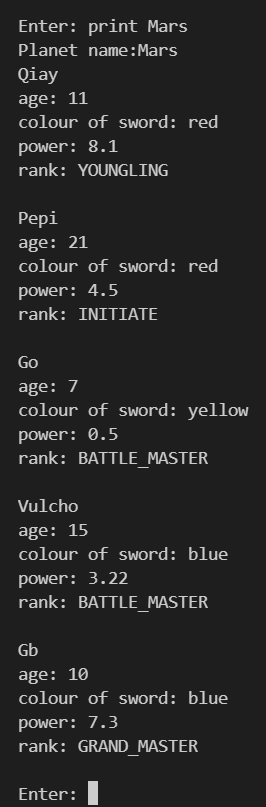 Enter: print Mars
Planet name:Mars
Qiay
age: 11
colour of sword: red
power: 8.1
rank: YOUNGLING
Pepi
age: 21
colour of sword: red
power: 4.5
rank: INITIATE
Go
age: 7
colour of sword: yellow
power: 0.5
rank: BATTLE_MASTER
Vulcho
age: 15
colour of sword: blue
power: 3.22
rank: BATTLE_MASTER
Gb
age: 10
colour of sword: blue
power: 7.3
rank: GRAND_MASTER
Enter: